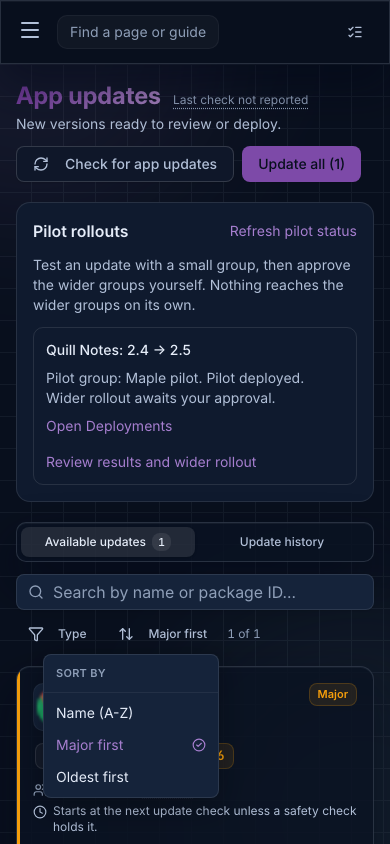 Find a page or guide
App updates Last check not reported
New versions ready to review or deploy.
Check for app updates Update all (1)
Pilot rollouts Refresh pilot status
Test an update with a small group, then approve
the wider groups yourself. Nothing reaches the
wider groups on its own.
Quill Notes: 2.4 → 2.5
Pilot group: Maple pilot. Pilot deployed.
Wider rollout awaits your approval.
Open Deployments
Review results and wider rollout
Available updates 1 Update history
Search by name or package ID...
Type Major first 1 of 1
SORT BY
Major
Name (A-Z)
Major first
Oldest first
Starts at the next update check unless a safety check
holds it.